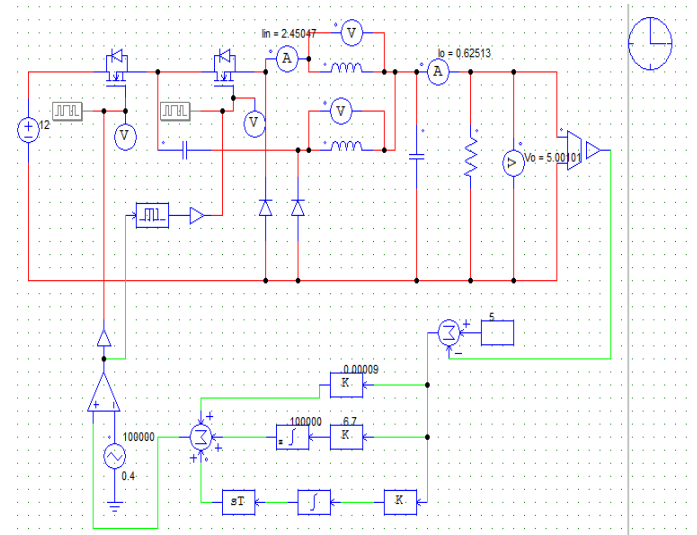 Iin = 2.45047
V
Io = 0.62513
A
A
12
V
V
V
V
Vo = 5.00101
5
0.00009
K
100000
6.7
K
100000
0.4
sT
K